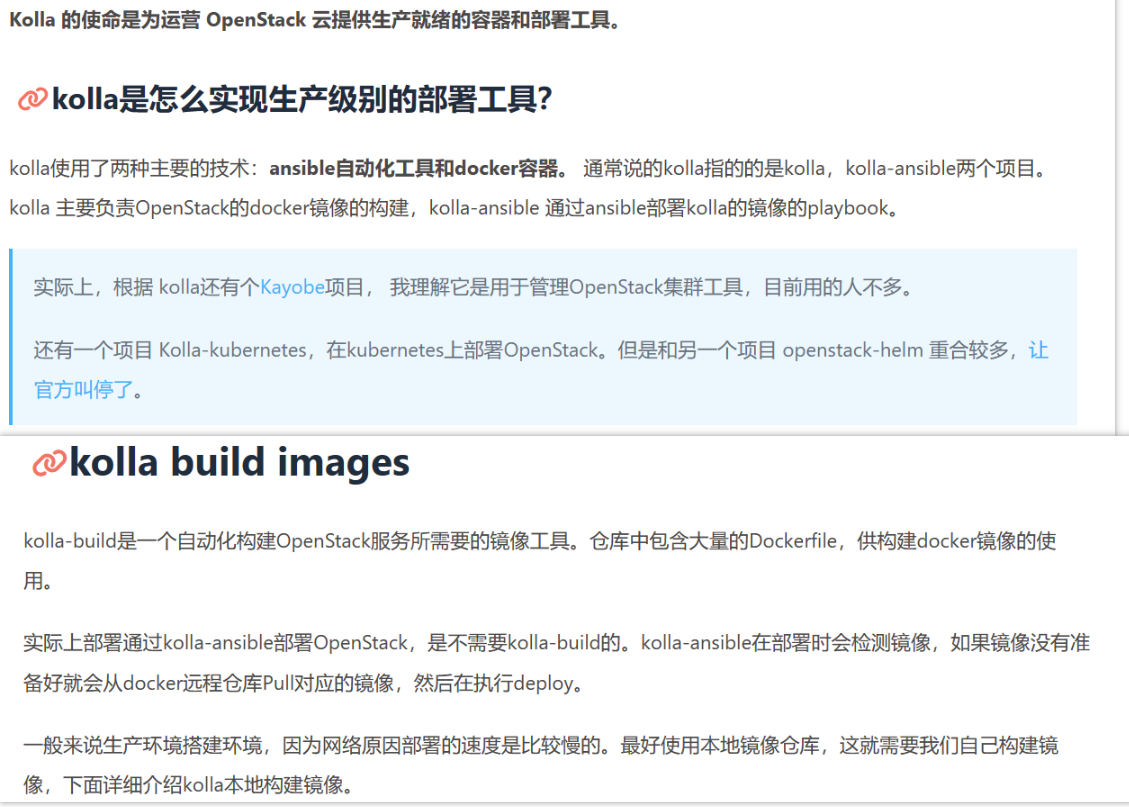 Kolla 的使命是为运营 OpenStack 云提供生产就绪的容器和部署工具。
kolla是怎么实现生产级别的部署工具？
kolla使用了两种主要的技术：ansible自动化工具和docker容器。 通常说的kolla指的的是kolla，kolla-ansible两个项目。
kolla 主要负责OpenStack的docker镜像的构建，kolla-ansible 通过ansible部署kolla的镜像的playbook。
实际上，根据 kolla还有个Kayobe项目， 我理解它是用于管理OpenStack集群工具，目前用的人不多。
还有一个项目 Kolla-kubernetes，在kubernetes上部署OpenStack。但是和另一个项目 openstack-helm 重合较多，让
官方叫停了。
kolla build images
kolla-build是一个自动化构建OpenStack服务所需要的镜像工具。仓库中包含大量的Dockerfile，供构建docker镜像的使
用。
实际上部署通过kolla-ansible部署OpenStack，是不需要kolla-build的。kolla-ansible在部署时会检测镜像，如果镜像没有准
备好就会从docker远程仓库Pull对应的镜像，然后在执行deploy。
一般来说生产环境搭建环境，因为网络原因部署的速度是比较慢的。最好使用本地镜像仓库，这就需要我们自己构建镜
像，下面详细介绍kolla本地构建镜像。